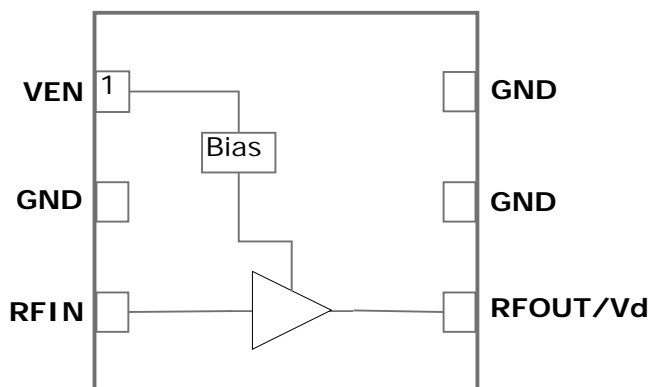 VEN
1
GND
Bias
GND
GND
RFIN
RFOUT/Vd